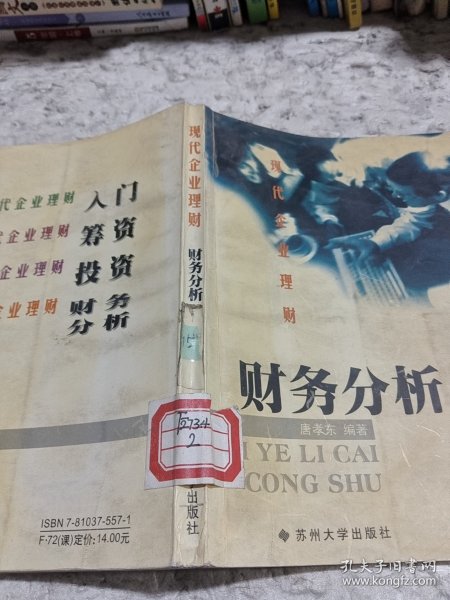 代企业理财 入门
企业理财 筹资
企业理财 投资
企业理财 财务分析
ISBN 7-81037-557-1
F·72(课)定价:14.00元
现代企业理财
财务分析
15
F2734
2
出版社
现代企业理财
财务分析
唐孝东 编著
I YE LI CAI
CONG SHU
苏州大学出版社
孔夫子旧书网
www.kongfz.com